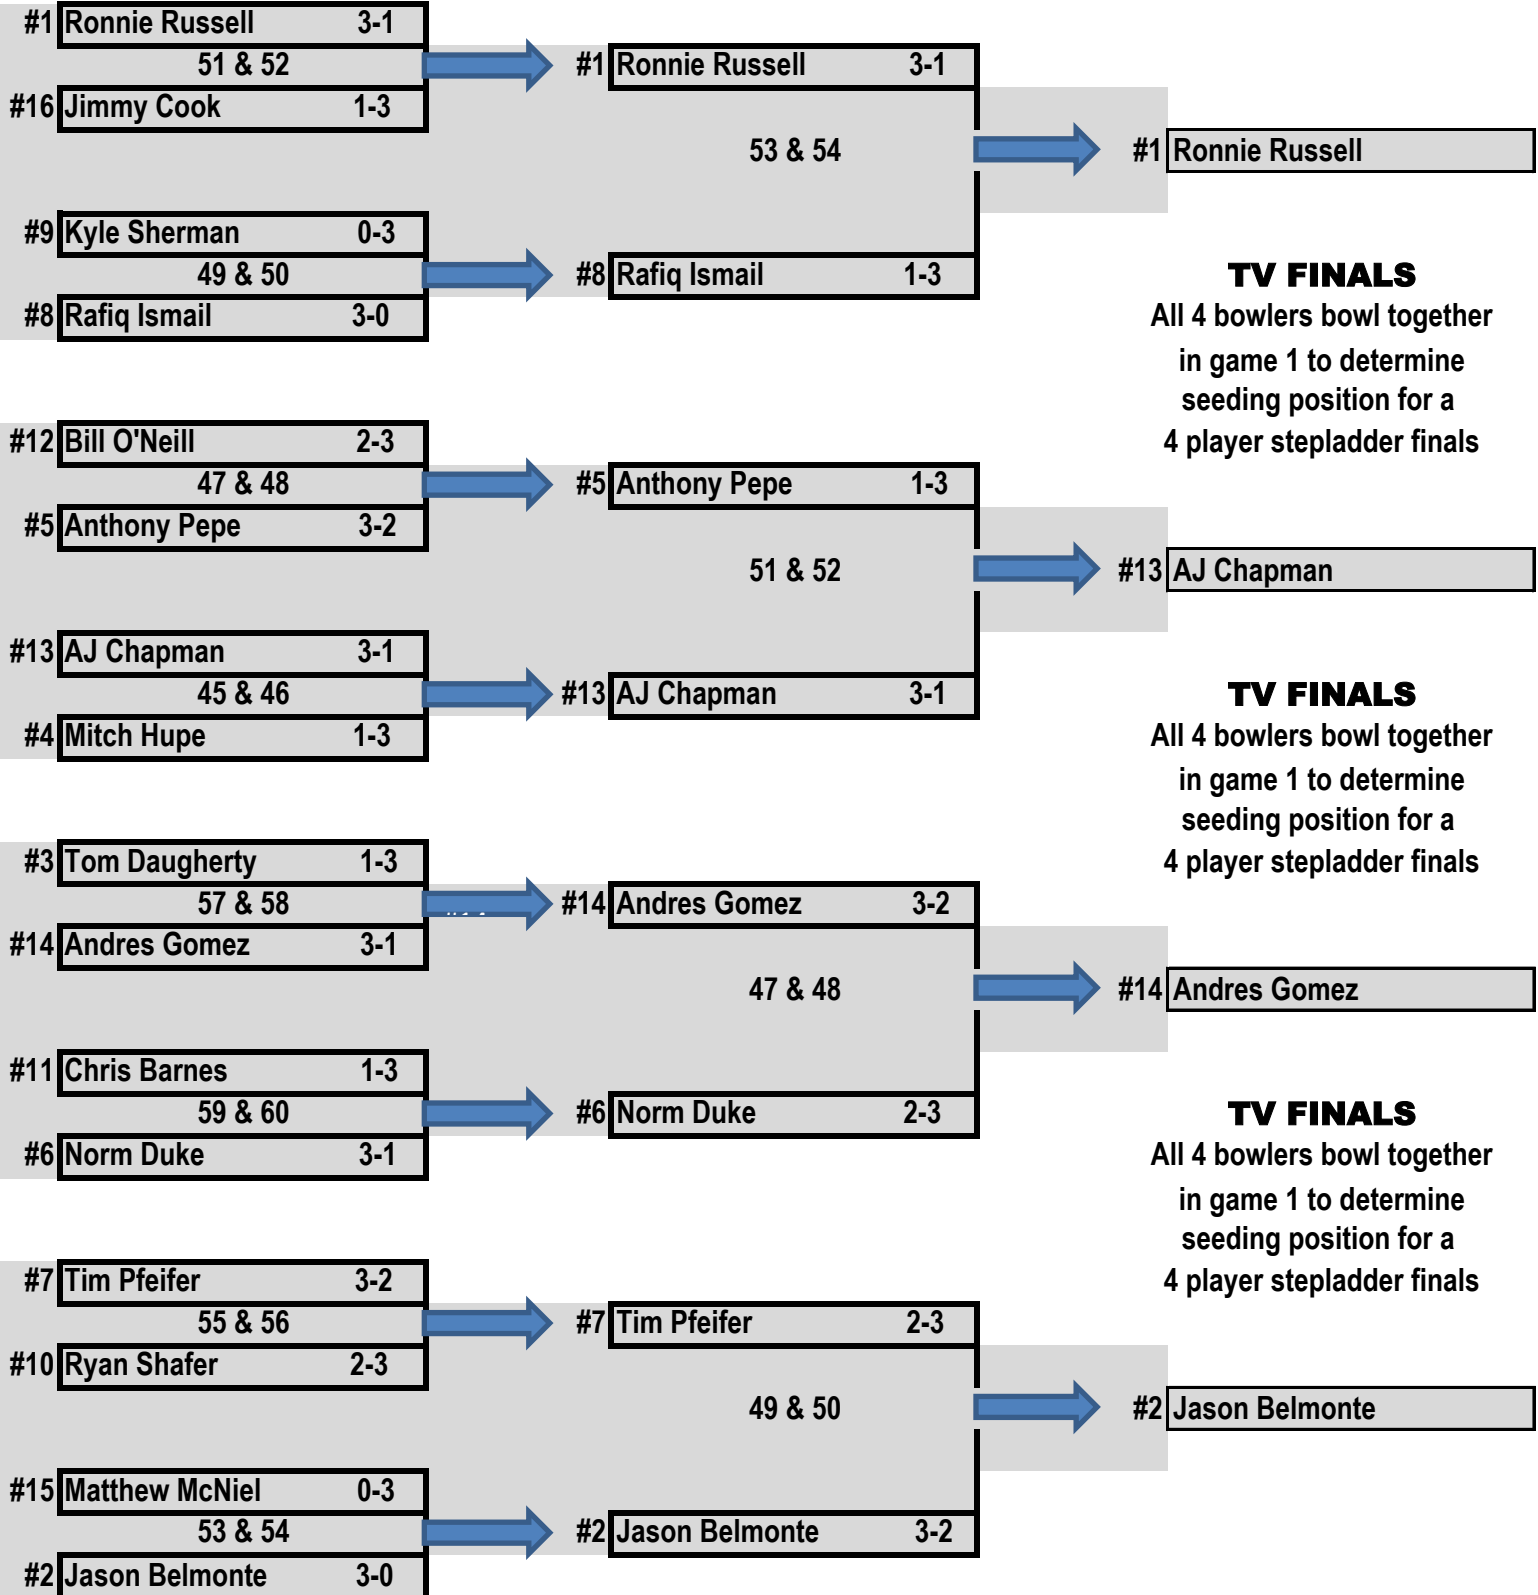 #1 Ronnie Russell 3-1
51 & 52
#16 Jimmy Cook 1-3
#9 Kyle Sherman 0-3
49 & 50
#8 Rafiq Ismail 3-0
#12 Bill O'Neill 2-3
47 & 48
#5 Anthony Pepe 3-2
#13 AJ Chapman 3-1
45 & 46
#4 Mitch Hupe 1-3
#3 Tom Daugherty 1-3
57 & 58
#14 Andres Gomez 3-1
#11 Chris Barnes 1-3
59 & 60
#6 Norm Duke 3-1
#7 Tim Pfeifer 3-2
55 & 56
#10 Ryan Shafer 2-3
#15 Matthew McNiel 0-3
53 & 54
#2 Jason Belmonte 3-0
#1 Ronnie Russell 3-1
53 & 54
#8 Rafiq Ismail 1-3
#5 Anthony Pepe 1-3
51 & 52
#13 AJ Chapman 3-1
#14 Andres Gomez 3-2
47 & 48
#6 Norm Duke 2-3
#7 Tim Pfeifer 2-3
49 & 50
#2 Jason Belmonte 3-2
#1 Ronnie Russell
TV FINALS
All 4 bowlers bowl together
in game 1 to determine
seeding position for a
4 player stepladder finals
#13 AJ Chapman
TV FINALS
All 4 bowlers bowl together
in game 1 to determine
seeding position for a
4 player stepladder finals
#14 Andres Gomez
TV FINALS
All 4 bowlers bowl together
in game 1 to determine
seeding position for a
4 player stepladder finals
#2 Jason Belmonte